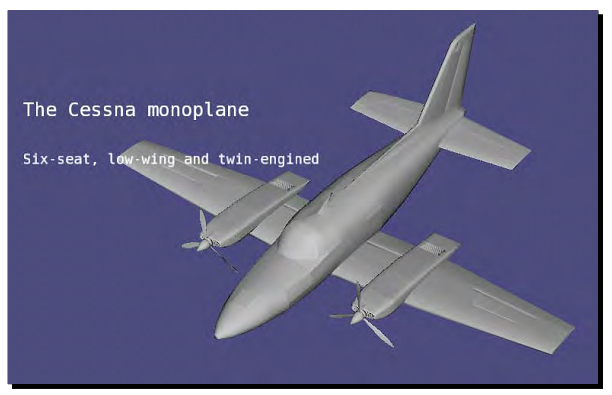 The Cessna monoplane
Six-seat, low-wing and twin-engined